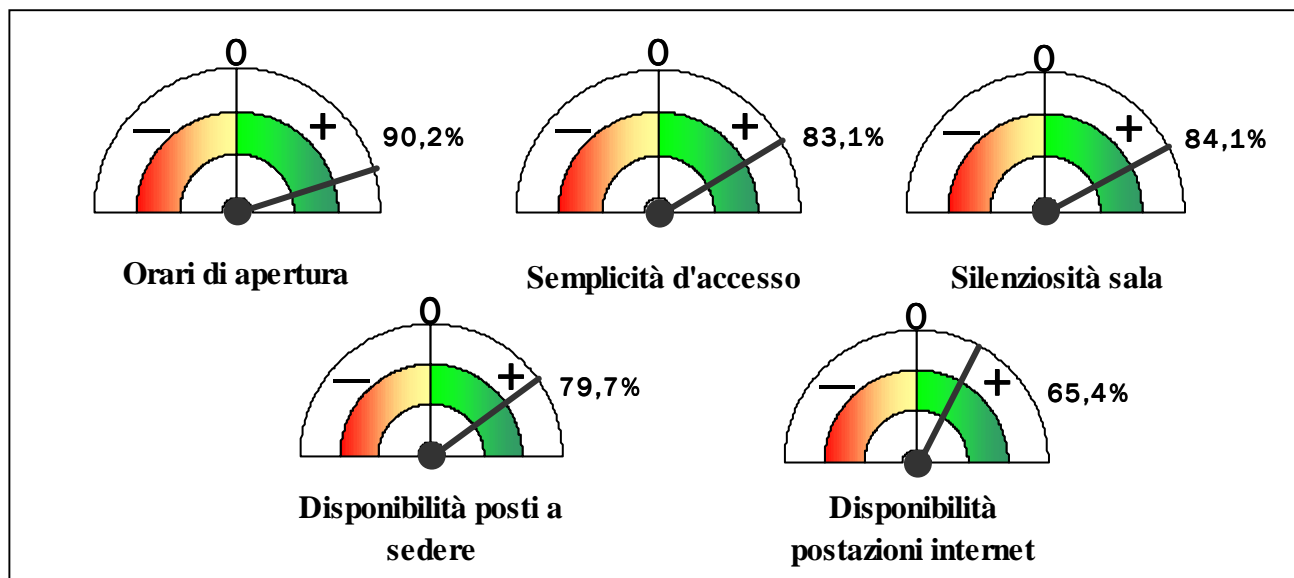 0
— +
90,2%
Orari di apertura
0
— +
83,1%
Semplicità d'accesso
0
— +
84,1%
Silenziosità sala
0
— +
79,7%
Disponibilità posti a
sedere
0
— +
65,4%
Disponibilità
postazioni internet